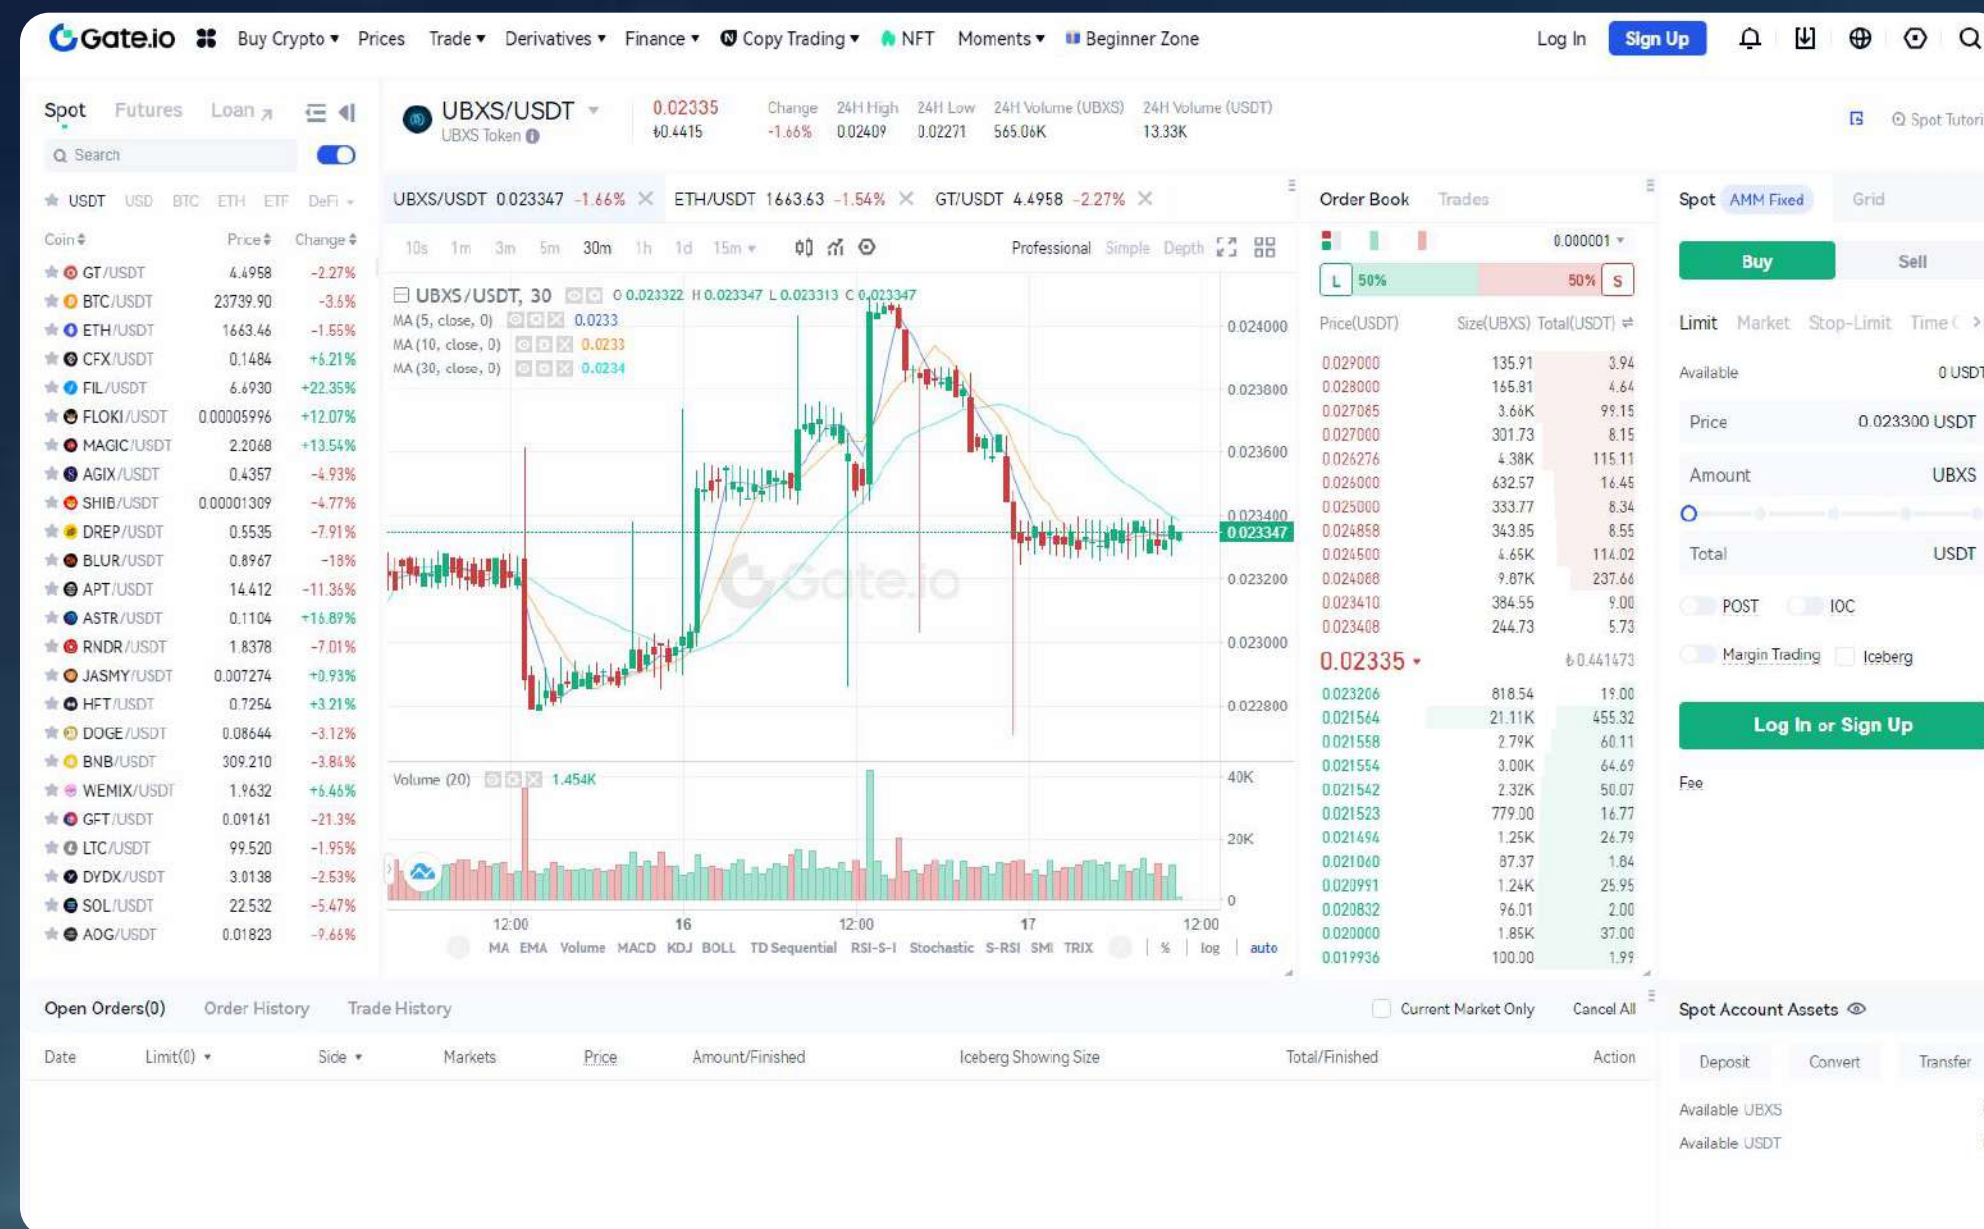 Gate.io Buy Crypto Prices Trade Derivatives Finance Copy Trading NFT Moments Beginner Zone Log In Sign Up
Spot Futures Loan
Search
USDT USD BTC ETH ETF DeFi
Coin Price Change
GT/USDT 4.4958 -2.27%
BTC/USDT 23739.90 -3.6%
ETH/USDT 1663.46 -1.55%
CFX/USDT 0.1484 +6.21%
FIL/USDT 6.6930 +22.35%
FLOKI/USDT 0.00005996 +12.07%
MAGIC/USDT 2.2068 +13.54%
AGIX/USDT 0.4357 -4.93%
SHIB/USDT 0.00001309 -4.77%
DREP/USDT 0.5535 -7.91%
BLUR/USDT 0.8967 -18%
APT/USDT 14.412 -11.36%
ASTR/USDT 0.1104 +16.89%
RNDR/USDT 1.8378 -7.01%
JASMY/USDT 0.007274 +0.93%
HFT/USDT 0.7254 +3.21%
DOGE/USDT 0.08644 -3.12%
BNB/USDT 309.210 -3.84%
WEMIX/USDT 1.9632 +6.46%
GFT/USDT 0.09161 -21.3%
LTC/USDT 99.520 -1.95%
DYDX/USDT 3.0138 -2.53%
SOL/USDT 22.532 -5.47%
AOG/USDT 0.01823 -9.66%
UBXS/USDT 0.02335 Change 24H High 24H Low 24H Volume (UBXS) 24H Volume (USDT)
UBXS Token ₺0.4415 -1.66% 0.02409 0.02271 565.06K 13.33K
Spot Tutori
UBXS/USDT 0.023347 -1.66% ETH/USDT 1663.63 -1.54% GT/USDT 4.4958 -2.27%
10s 1m 3m 5m 30m 1h 1d 15m Professional Simple Depth
UBXS/USDT, 30 O 0.023322 H 0.023347 L 0.023313 C 0.023347
MA (5, close, 0) 0.0233
MA (10, close, 0) 0.0233
MA (30, close, 0) 0.0234
0.024000
0.023800
0.023600
0.023400
0.023347
0.023200
0.023000
0.022800
Gate.io
Volume (20) 1.454K
40K
20K
0
12:00 16 12:00 17 12:00
MA EMA Volume MACD KDJ BOLL TD Sequential RSI-S-I Stochastic S-RSI SMI TRIX % log auto
Order Book Trades
0.000001
L 50% 50% S
Price(USDT) Size(UBXS) Total(USDT)
0.029000 135.91 3.94
0.028000 165.81 4.64
0.027085 3.66K 99.15
0.027000 301.73 8.15
0.026276 4.38K 115.11
0.026000 632.57 16.45
0.025000 333.77 8.34
0.024858 343.85 8.55
0.024500 4.65K 114.02
0.024088 9.87K 237.66
0.023410 384.55 9.00
0.023408 244.73 5.73
0.02335 ₺0.441473
0.023206 818.54 19.00
0.021564 21.11K 455.32
0.021558 2.79K 60.11
0.021554 3.00K 64.69
0.021542 2.32K 50.07
0.021523 779.00 16.77
0.021494 1.25K 26.79
0.021060 87.37 1.84
0.020991 1.24K 25.95
0.020832 96.01 2.00
0.020000 1.85K 37.00
0.019936 100.00 1.99
Spot AMM Fixed Grid
Buy Sell
Limit Market Stop-Limit Time
Available 0 USDT
Price 0.023300 USDT
Amount UBXS
Total USDT
POST IOC
Margin Trading Iceberg
Log In or Sign Up
Fee
Open Orders(0) Order History Trade History Current Market Only Cancel All
Date Limit(0) Side Markets Price Amount/Finished Iceberg Showing Size Total/Finished Action
Spot Account Assets
Deposit Convert Transfer
Available UBXS
Available USDT